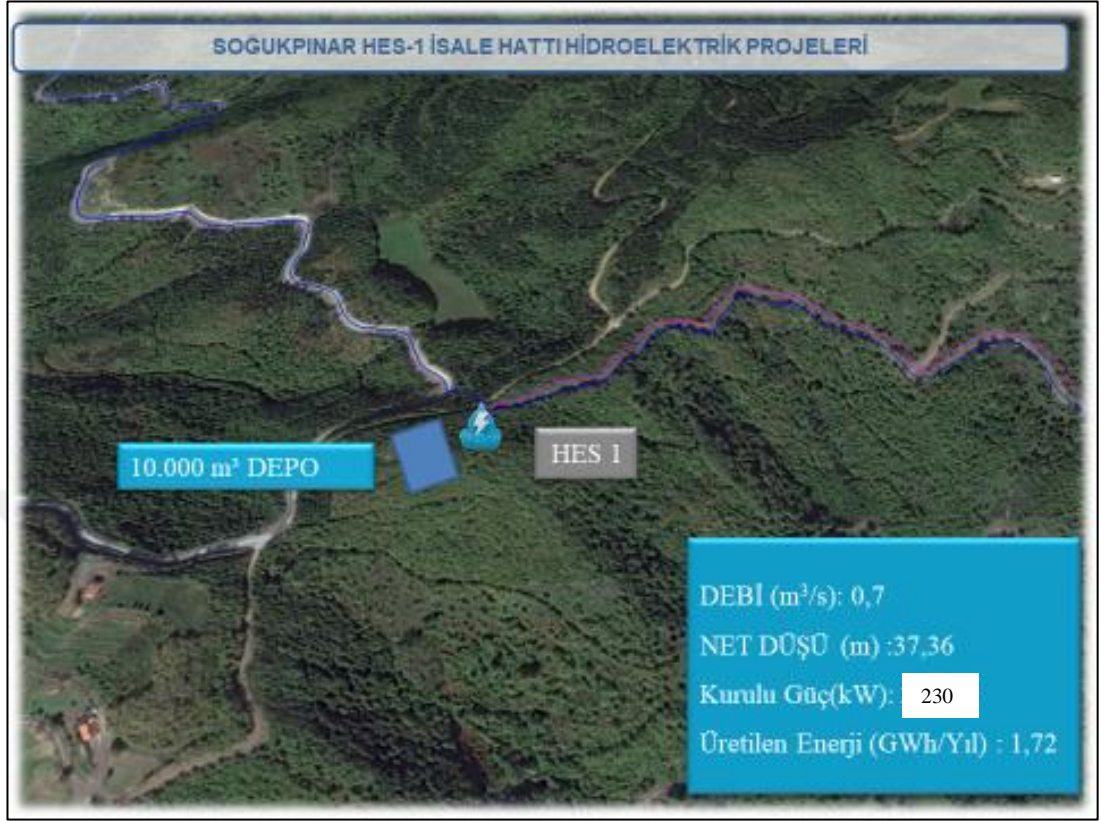 SOĞUKPINAR HES-1 İSALE HATTI HİDROELEKTRİK PROJELERİ
10.000 m³ DEPO
HES 1
DEBİ (m³/s): 0,7
NET DÜŞÜ (m) :37,36
Kurulu Güç(kW): 230
Üretilen Enerji (GWh/Yıl) : 1,72